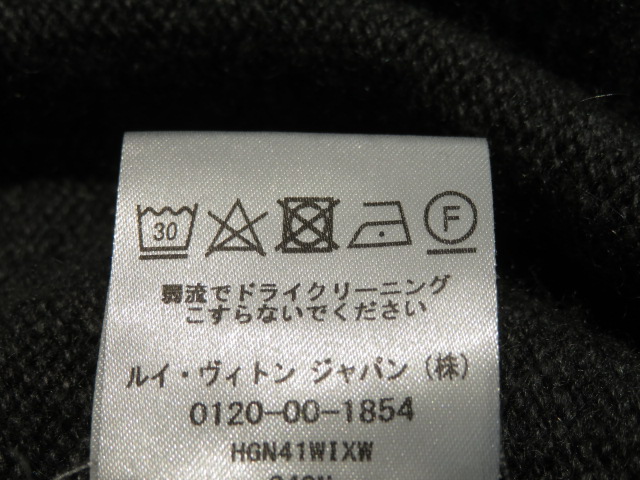 30 F
弱流でドライクリーニング
こすらないでください
ルイ・ヴィトン ジャパン (株)
0120-00-1854
HGN41WIXW